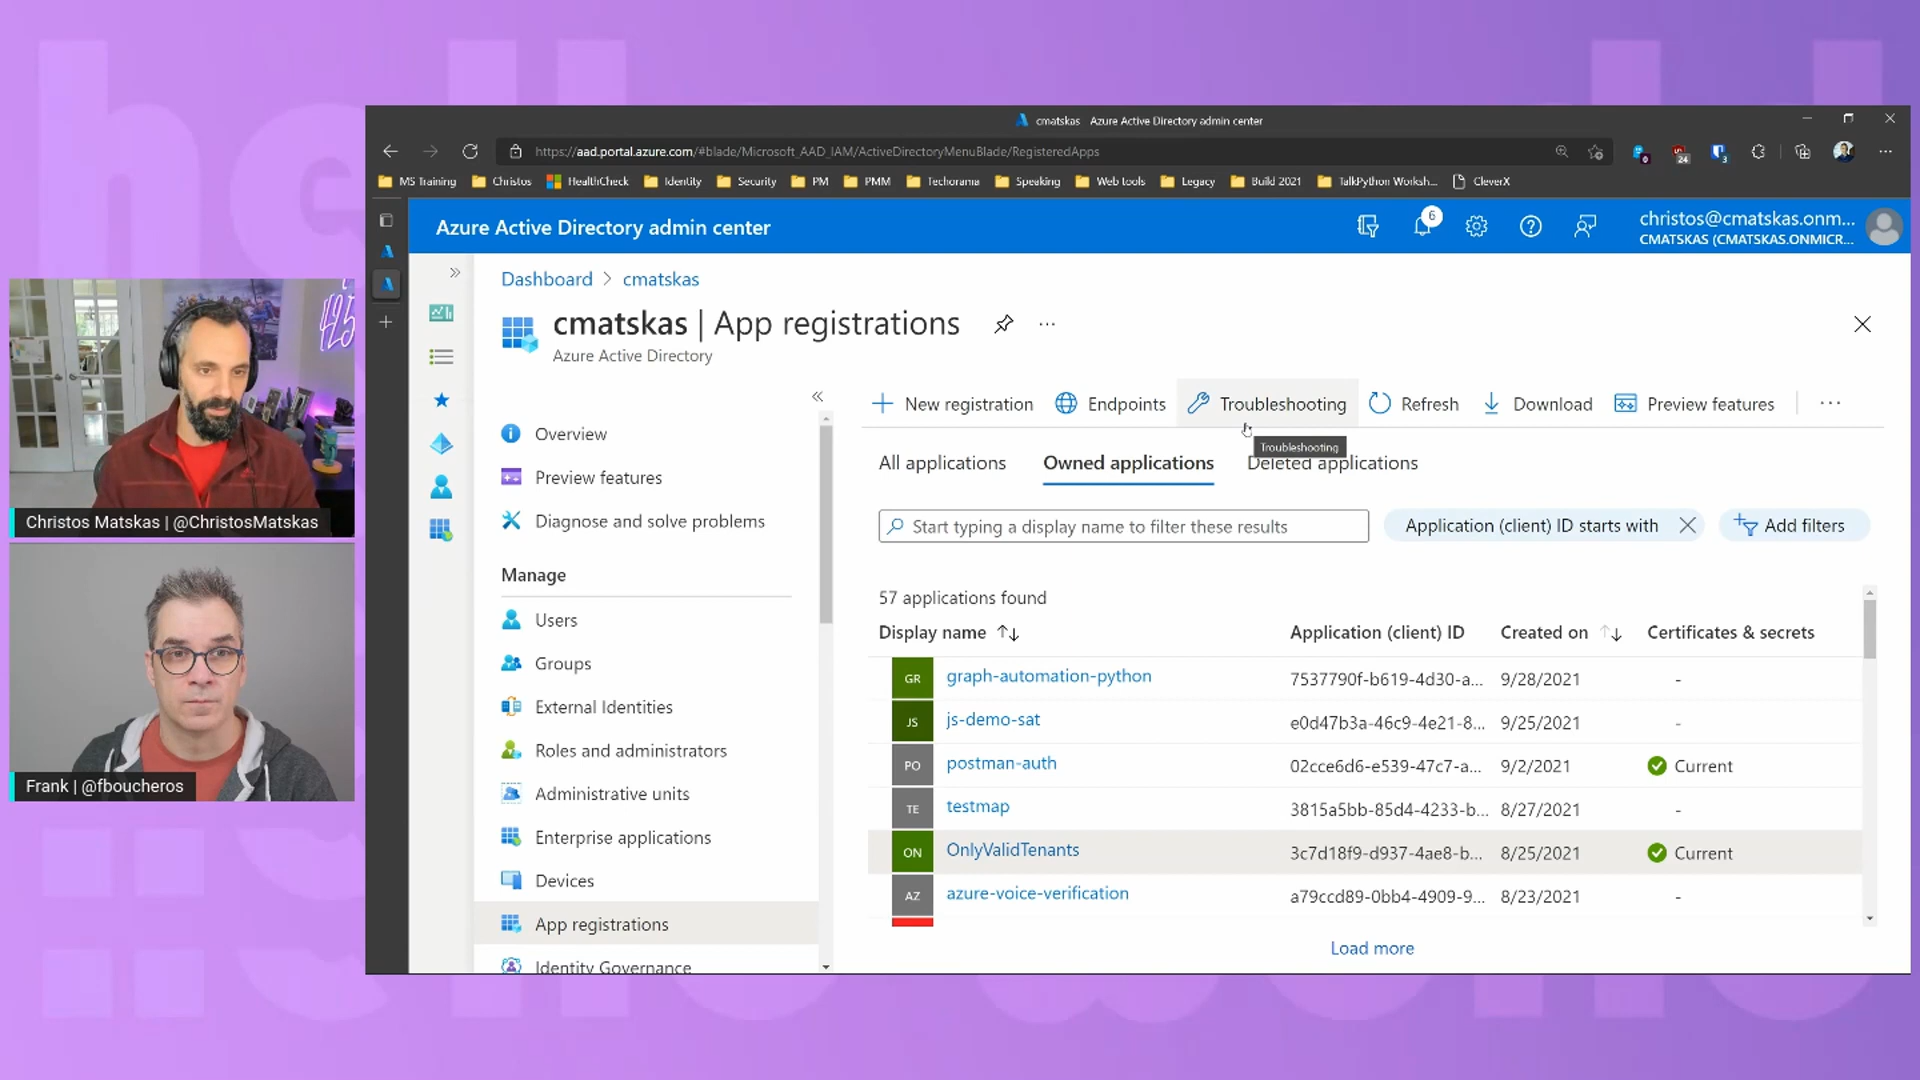 hello world
cmatskas Azure Active Directory admin center
https://aad.portal.azure.com/#blade/Microsoft_AAD_IAM/ActiveDirectoryMenuBlade/RegisteredApps
0
24
3
MS Training Christos HealthCheck Identity Security PM PMM Techorama Speaking Web tools Legacy Build 2021 TalkPython Worksh... CleverX
Azure Active Directory admin center
6
christos@cmatskas.onm...
CMATSKAS (CMATSKAS.ONMICR...
Dashboard > cmatskas
cmatskas | App registrations
Azure Active Directory
New registration Endpoints Troubleshooting Refresh Download Preview features
Troubleshooting
All applications Owned applications Deleted applications
Start typing a display name to filter these results
Application (client) ID starts with
Add filters
Overview
Preview features
Diagnose and solve problems
Manage
Users
Groups
External Identities
Roles and administrators
Administrative units
Enterprise applications
Devices
App registrations
Identity Governance
57 applications found
Display name Application (client) ID Created on Certificates & secrets
GR graph-automation-python 7537790f-b619-4d30-a... 9/28/2021 -
JS js-demo-sat e0d47b3a-46c9-4e21-8... 9/25/2021 -
PO postman-auth 02cce6d6-e539-47c7-a... 9/2/2021 Current
TE testmap 3815a5bb-85d4-4233-b... 8/27/2021 -
ON OnlyValidTenants 3c7d18f9-d937-4ae8-b... 8/25/2021 Current
AZ azure-voice-verification a79ccd89-0bb4-4909-9... 8/23/2021 -
Load more
Christos Matskas | @ChristosMatskas
Frank | @fboucheros